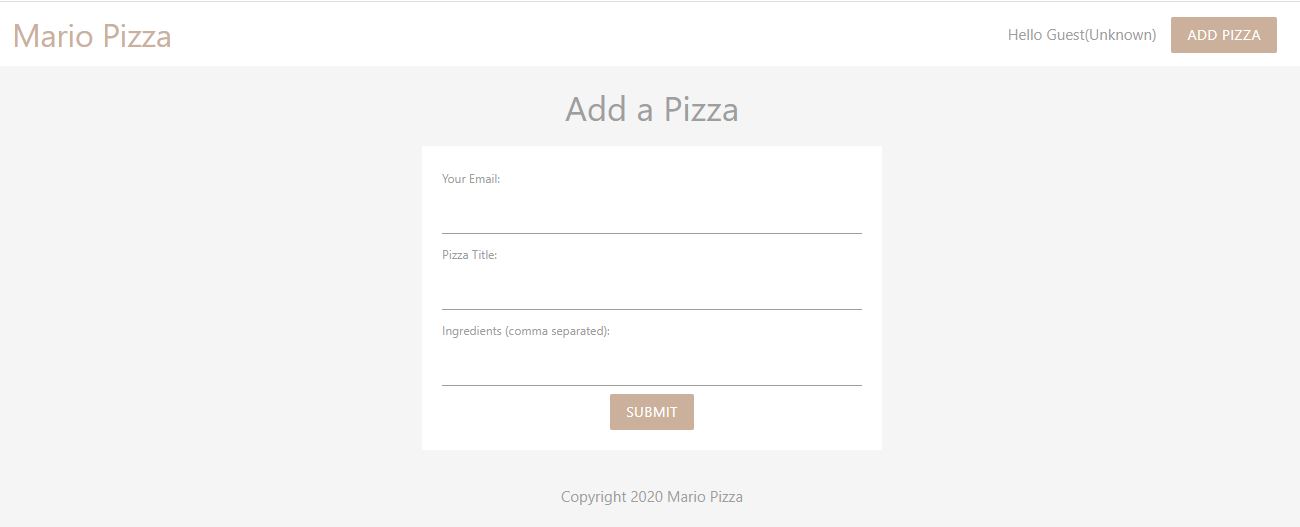 Mario Pizza
Hello Guest(Unknown)
ADD PIZZA
Add a Pizza
Your Email:
Pizza Title:
Ingredients (comma separated):
SUBMIT
Copyright 2020 Mario Pizza